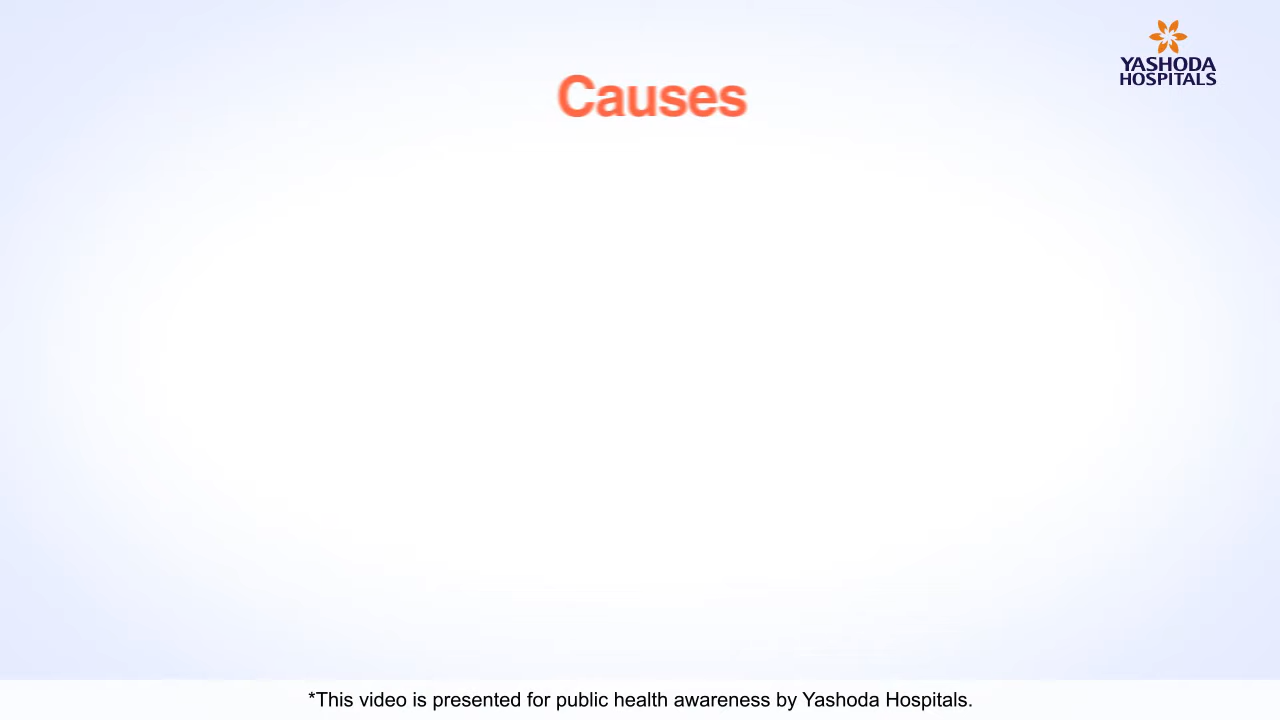 YASHODA
HOSPITALS
Causes
*This video is presented for public health awareness by Yashoda Hospitals.